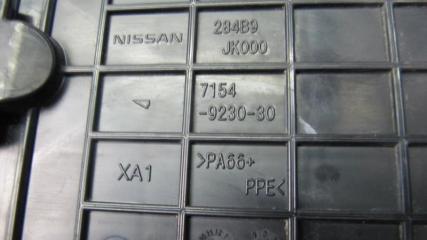 NISSAN
284B9
JK000
7154
-9230-30
XA1
>PA66+
PPE<